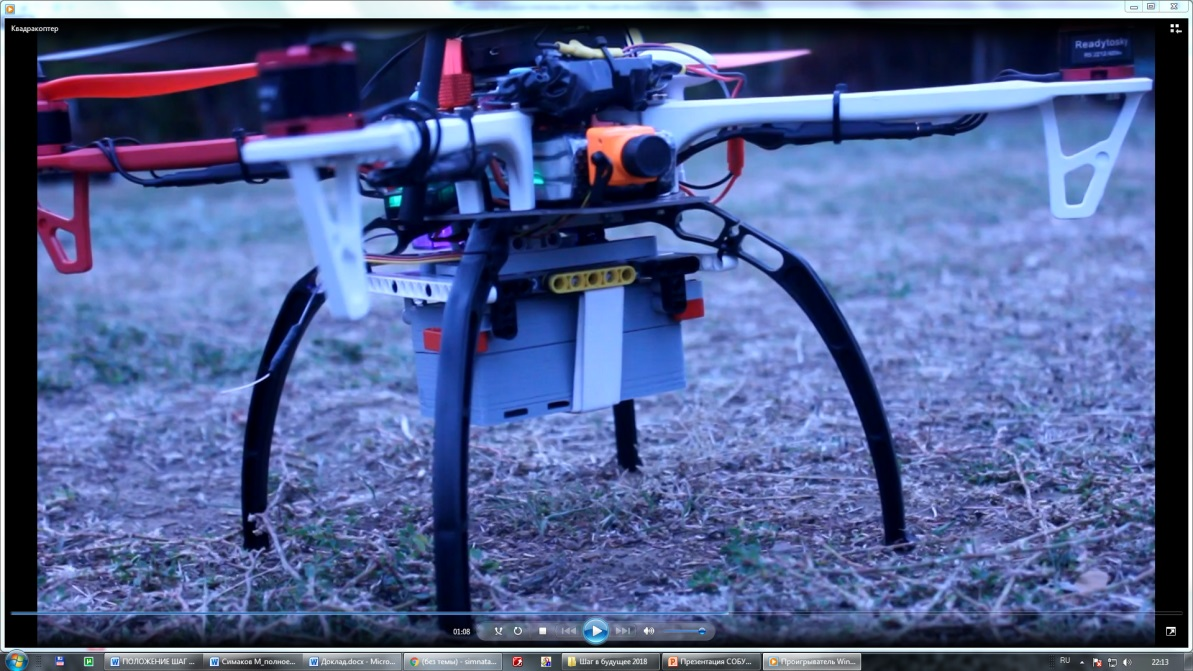 Квадракоптер
Readytosky
01:08
ПОЛОЖЕНИЕ ШАГ ...
Симаков М_полное...
Доклад.docx - Micro...
(без темы) – simnata...
Шаг в будущее 2018
Презентация СОБУ...
Проигрыватель Win...
RU
22:13